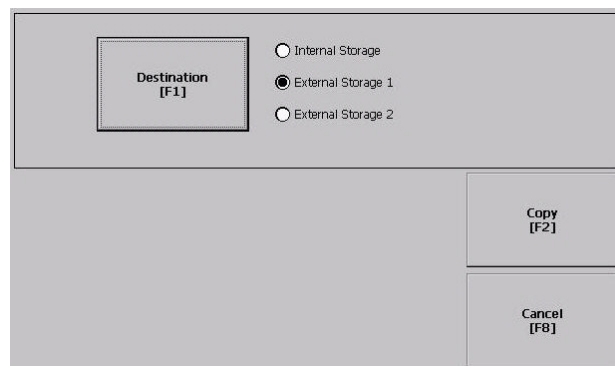 Destination
[F1]
Internal Storage
External Storage 1
External Storage 2
Copy
[F2]
Cancel
[F8]